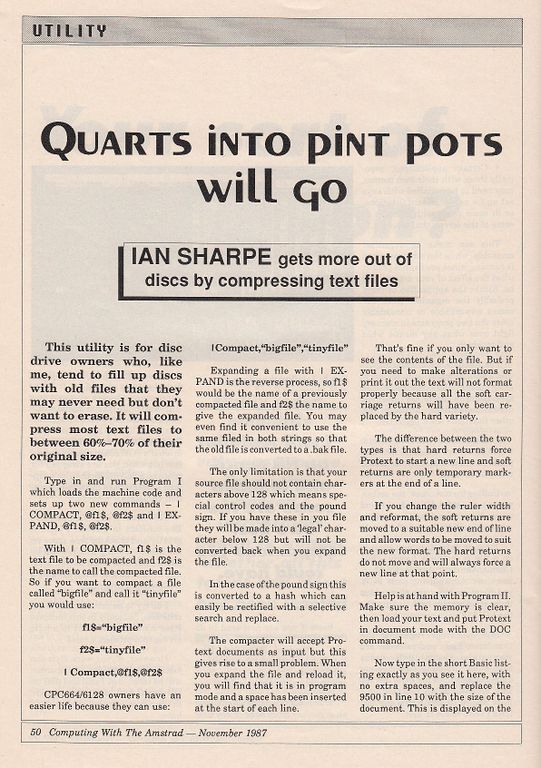 UTILITY
QUARTS INTO PINT POTS
WILL GO
IAN SHARPE gets more out of
discs by compressing text files
This utility is for disc
drive owners who, like
me, tend to fill up discs
with old files that they
may never need but don't
want to erase. It will com-
press most text files to
between 60%–70% of their
original size.
Type in and run Program I
which loads the machine code and
sets up two new commands – |
COMPACT, @f1$, @f2$ and | EX-
PAND, @f1$, @f2$.
With | COMPACT, f1$ is the
text file to be compacted and f2$ is
the name to call the compacted file.
So if you want to compact a file
called "bigfile" and call it "tinyfile"
you would use:
f1$="bigfile"
f2$="tinyfile"
| Compact,@f1$,@f2$
CPC664/6128 owners have an
easier life because they can use:
|Compact,"bigfile","tinyfile"
Expanding a file with | EX-
PAND is the reverse process, so f1$
would be the name of a previously
compacted file and f2$ the name to
give the expanded file. You may
even find it convenient to use the
same filed in both strings so that
the old file is converted to a .bak file.
The only limitation is that your
source file should not contain char-
acters above 128 which means spe-
cial control codes and the pound
sign. If you have these in you file
they will be made into a 'legal' char-
acter below 128 but will not be
converted back when you expand
the file.
In the case of the pound sign this
is converted to a hash which can
easily be rectified with a selective
search and replace.
The compacter will accept Pro-
text documents as input but this
gives rise to a small problem. When
you expand the file and reload it,
you will find that it is in program
mode and a space has been inserted
at the start of each line.
That's fine if you only want to
see the contents of the file. But if
you need to make alterations or
print it out the text will not format
properly because all the soft car-
riage returns will have been re-
placed by the hard variety.
The difference between the two
types is that hard returns force
Protext to start a new line and soft
returns are only temporary mark-
ers at the end of a line.
If you change the ruler width
and reformat, the soft returns are
moved to a suitable new end of line
and allow words to be moved to suit
the new format. The hard returns
do not move and will always force a
new line at that point.
Help is at hand with Program II.
Make sure the memory is clear,
then load your text and put Protext
in document mode with the DOC
command.
Now type in the short Basic list-
ing exactly as you see it here, with
no extra spaces, and replace the
9500 in line 10 with the size of the
document. This is displayed on the
50 Computing With The Amstrad — November 1987